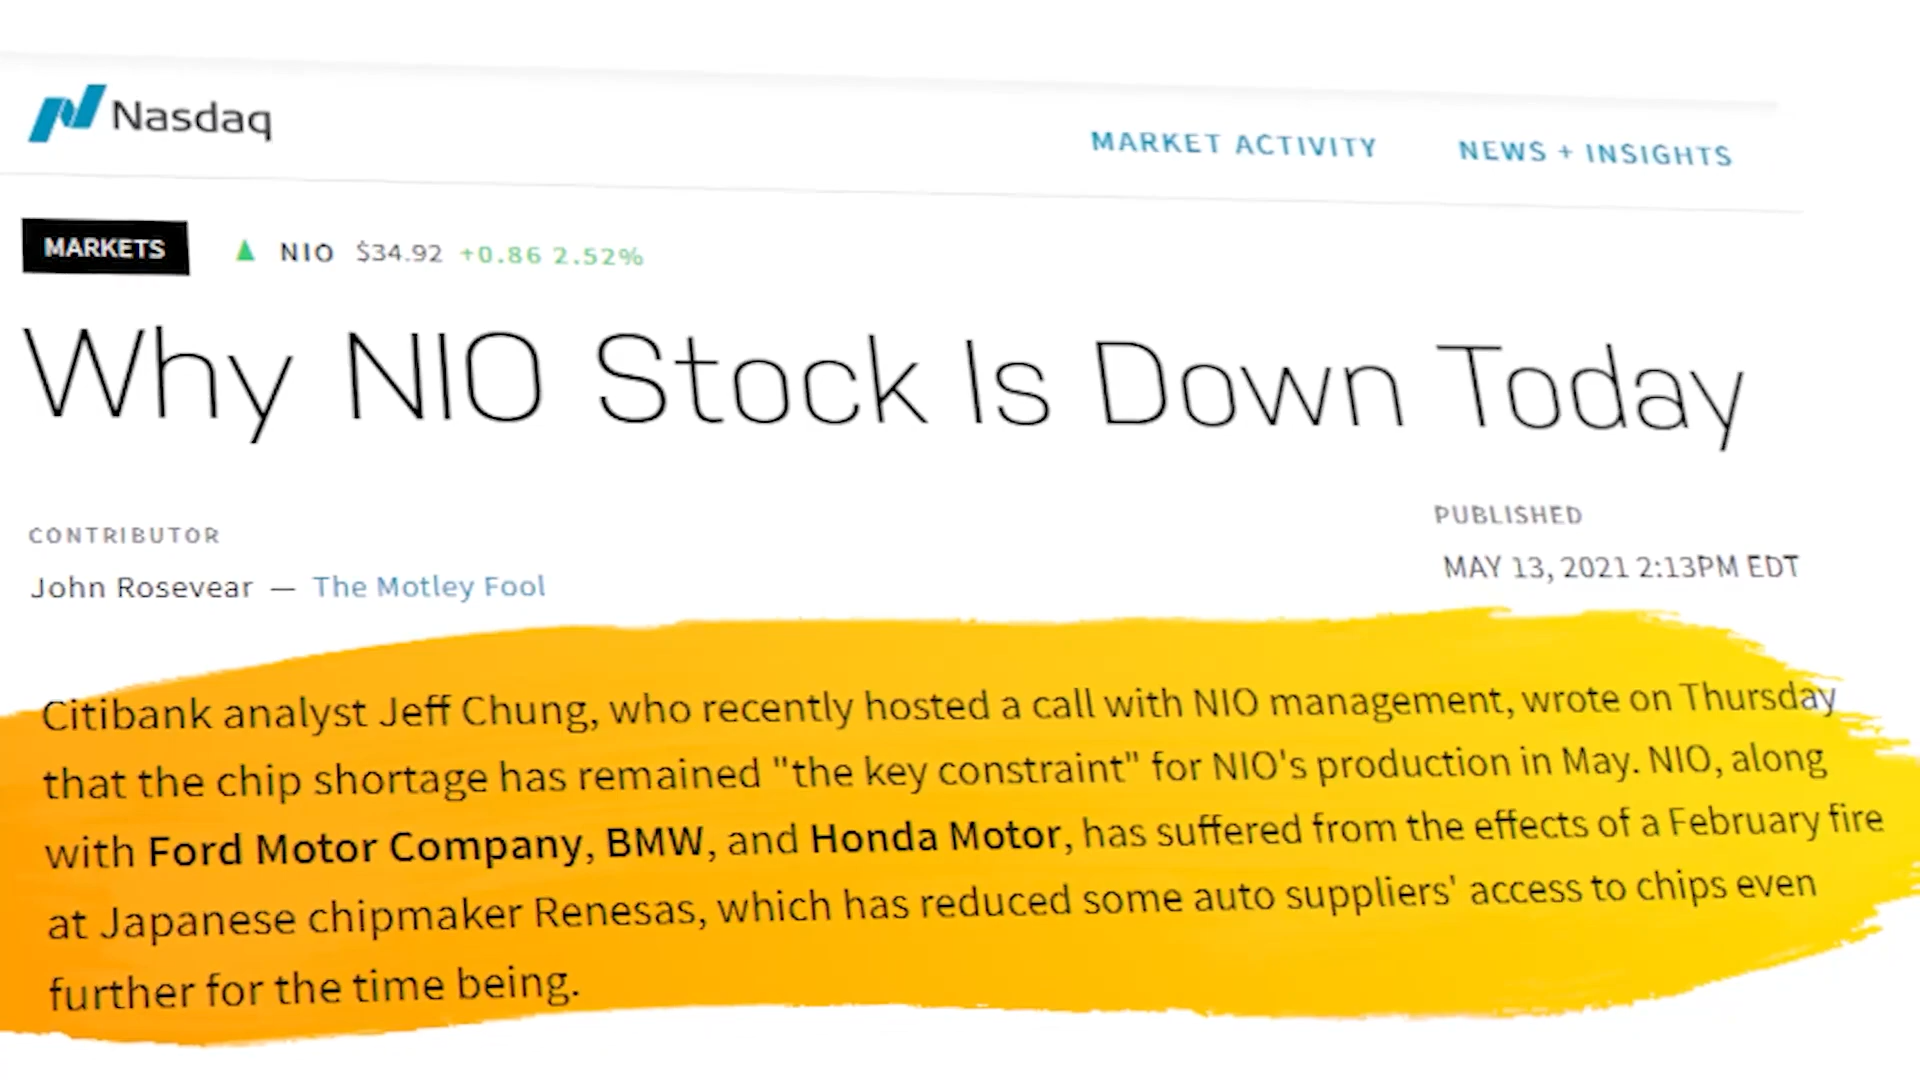 Nasdaq
MARKET ACTIVITY NEWS + INSIGHTS
MARKETS NIO $34.92 +0.86 2.52%
Why NIO Stock Is Down Today
CONTRIBUTOR
John Rosevear — The Motley Fool
PUBLISHED
MAY 13, 2021 2:13PM EDT
Citibank analyst Jeff Chung, who recently hosted a call with NIO management, wrote on Thursday
that the chip shortage has remained "the key constraint" for NIO's production in May. NIO, along
with Ford Motor Company, BMW, and Honda Motor, has suffered from the effects of a February fire
at Japanese chipmaker Renesas, which has reduced some auto suppliers' access to chips even
further for the time being.